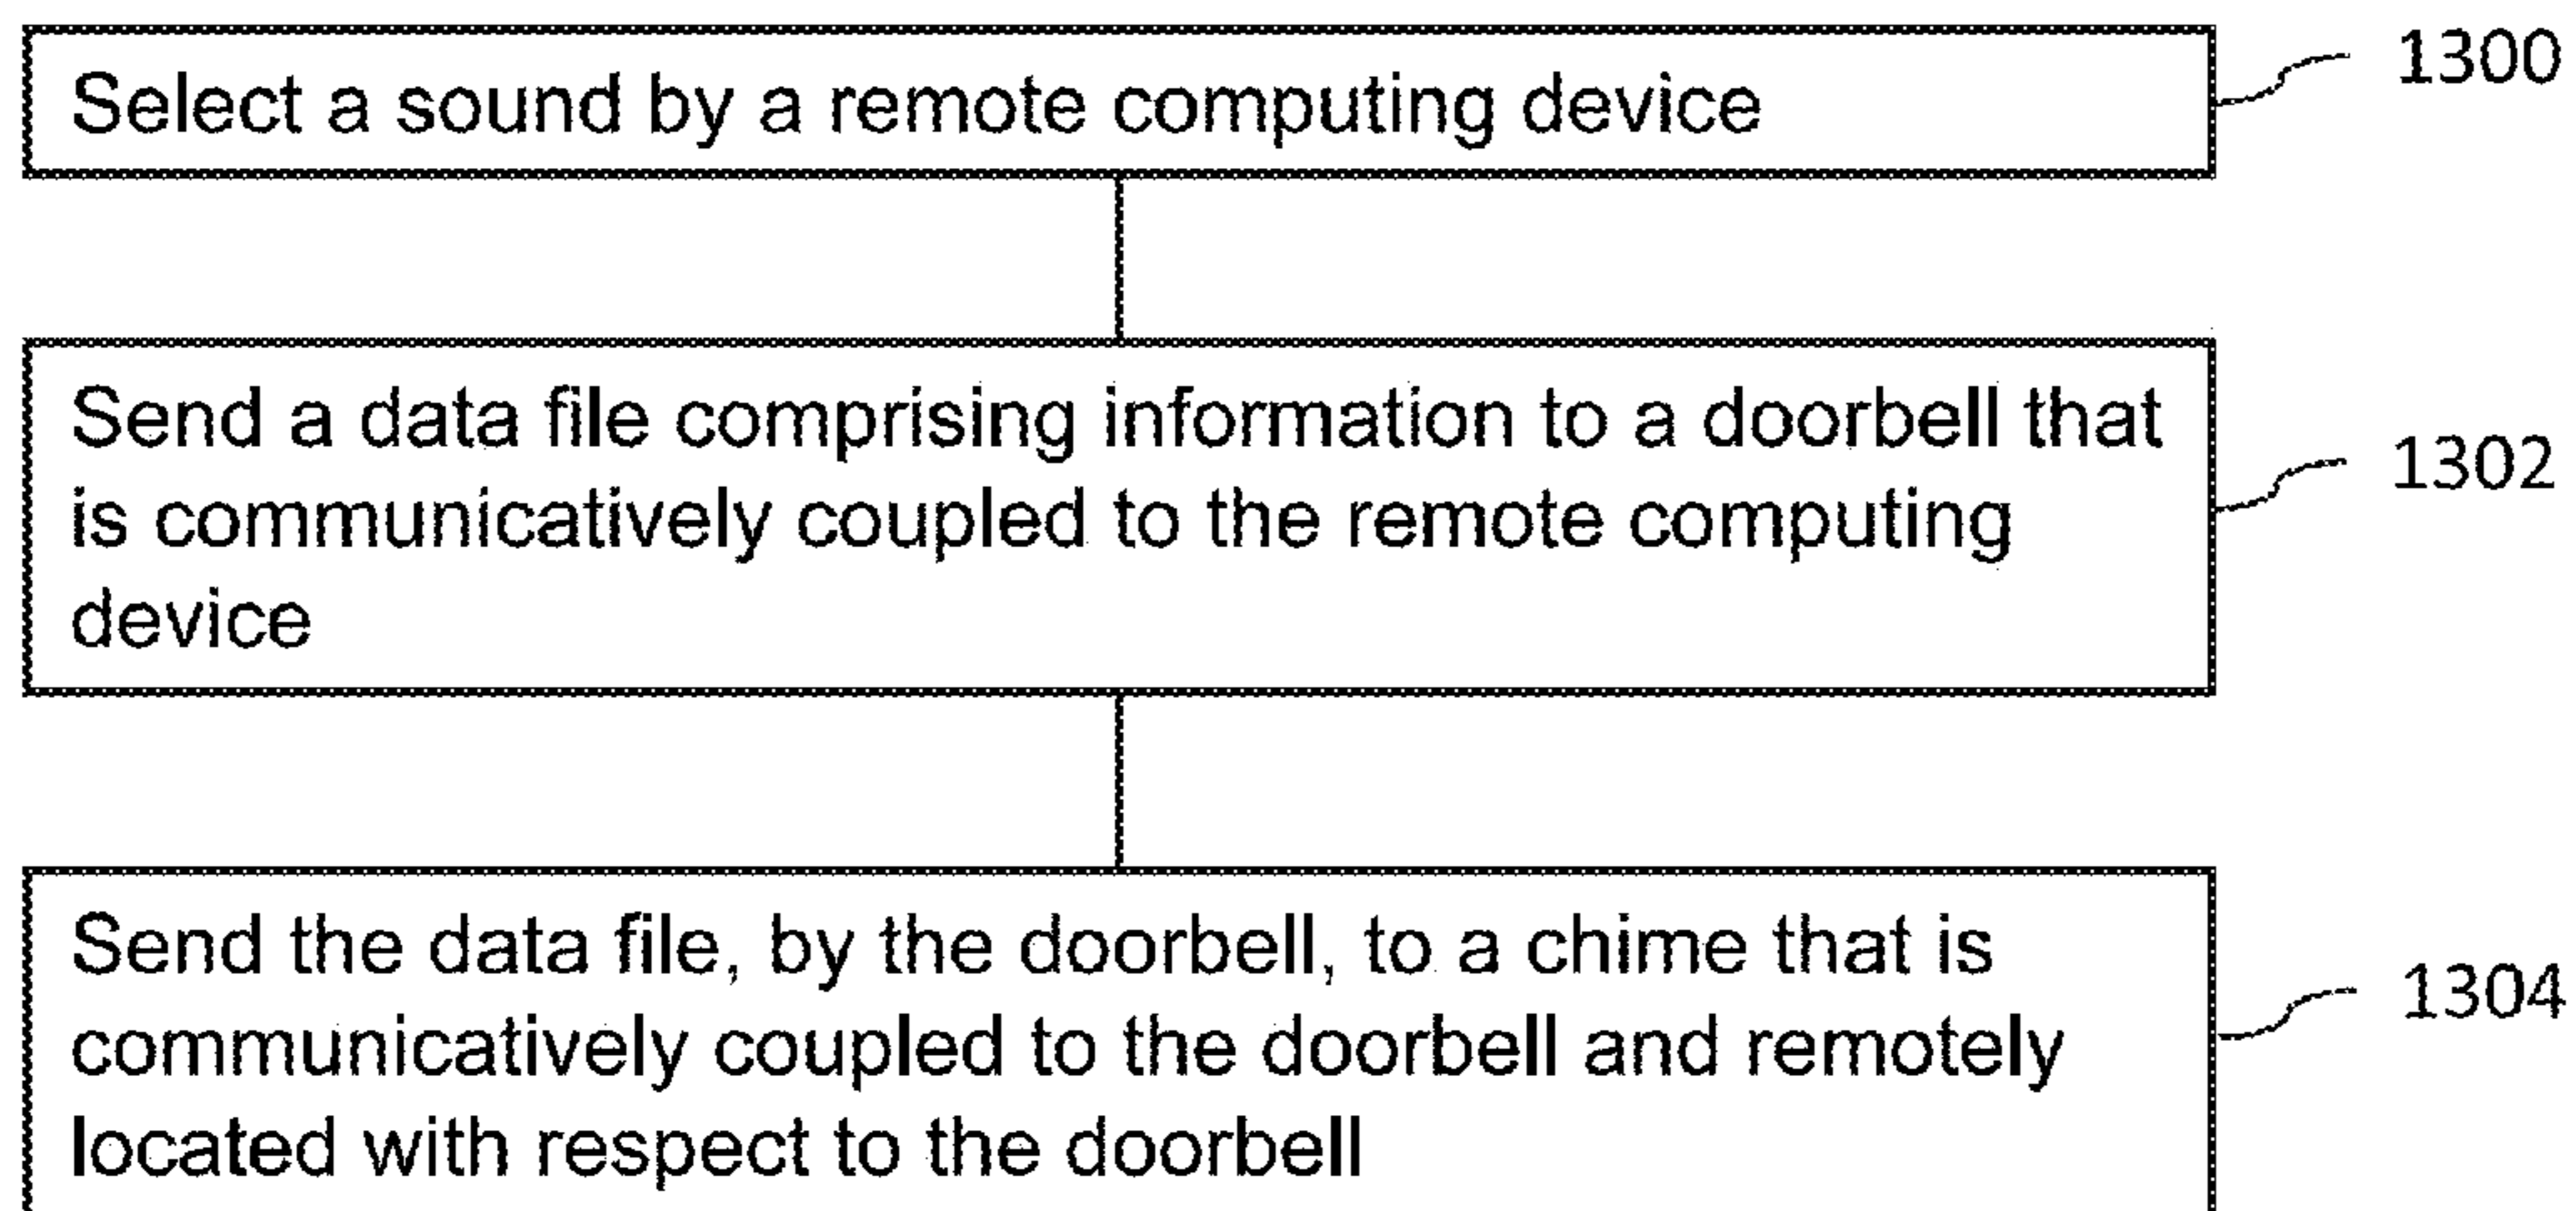 Select a sound by a remote computing device
1300
Send a data file comprising information to a doorbell that
is communicatively coupled to the remote computing
device
1302
Send the data file, by the doorbell, to a chime that is
communicatively coupled to the doorbell and remotely
located with respect to the doorbell
1304